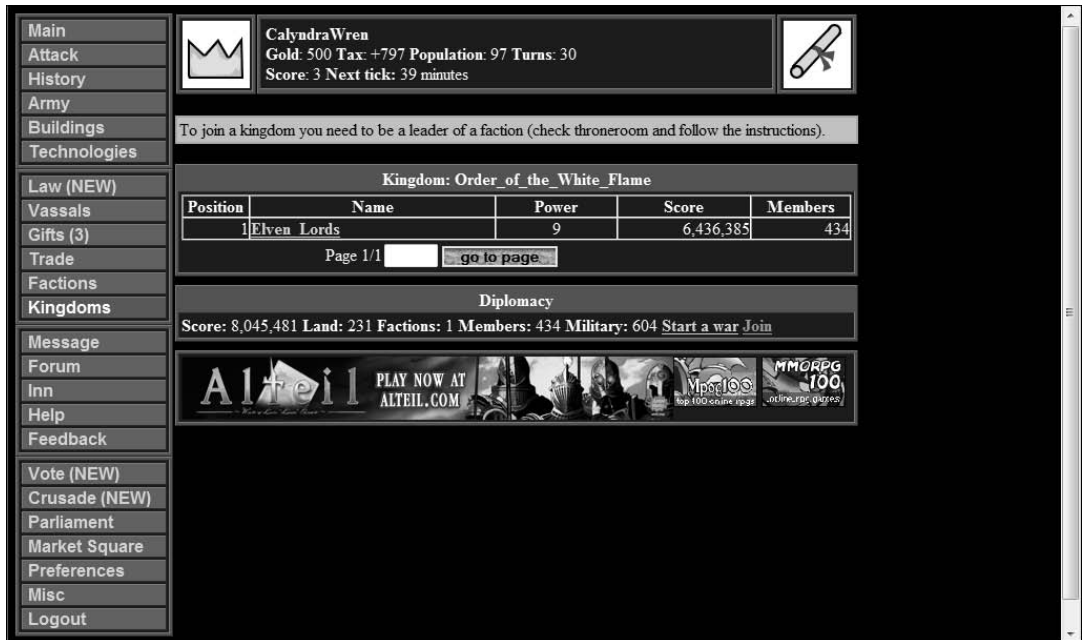 Main
Attack
History
Army
Buildings
Technologies
Law (NEW)
Vassals
Gifts (3)
Trade
Factions
Kingdoms
Message
Forum
Inn
Help
Feedback
Vote (NEW)
Crusade (NEW)
Parliament
Market Square
Preferences
Misc
Logout
CalyndraWren
Gold: 500 Tax: +797 Population: 97 Turns: 30
Score: 3 Next tick: 39 minutes
To join a kingdom you need to be a leader of a faction (check throneroom and follow the instructions).
Kingdom: Order_of_the_White_Flame
Position Name Power Score Members
1 Elven_Lords 9 6,436,385 434
Page 1/1 go to page
Diplomacy
Score: 8,045,481 Land: 231 Factions: 1 Members: 434 Military: 604 Start a war Join
Alteil
PLAY NOW AT
ALTEIL.COM
Mpog100
top 100 online rpgs
MMORPG
100
online rpg games